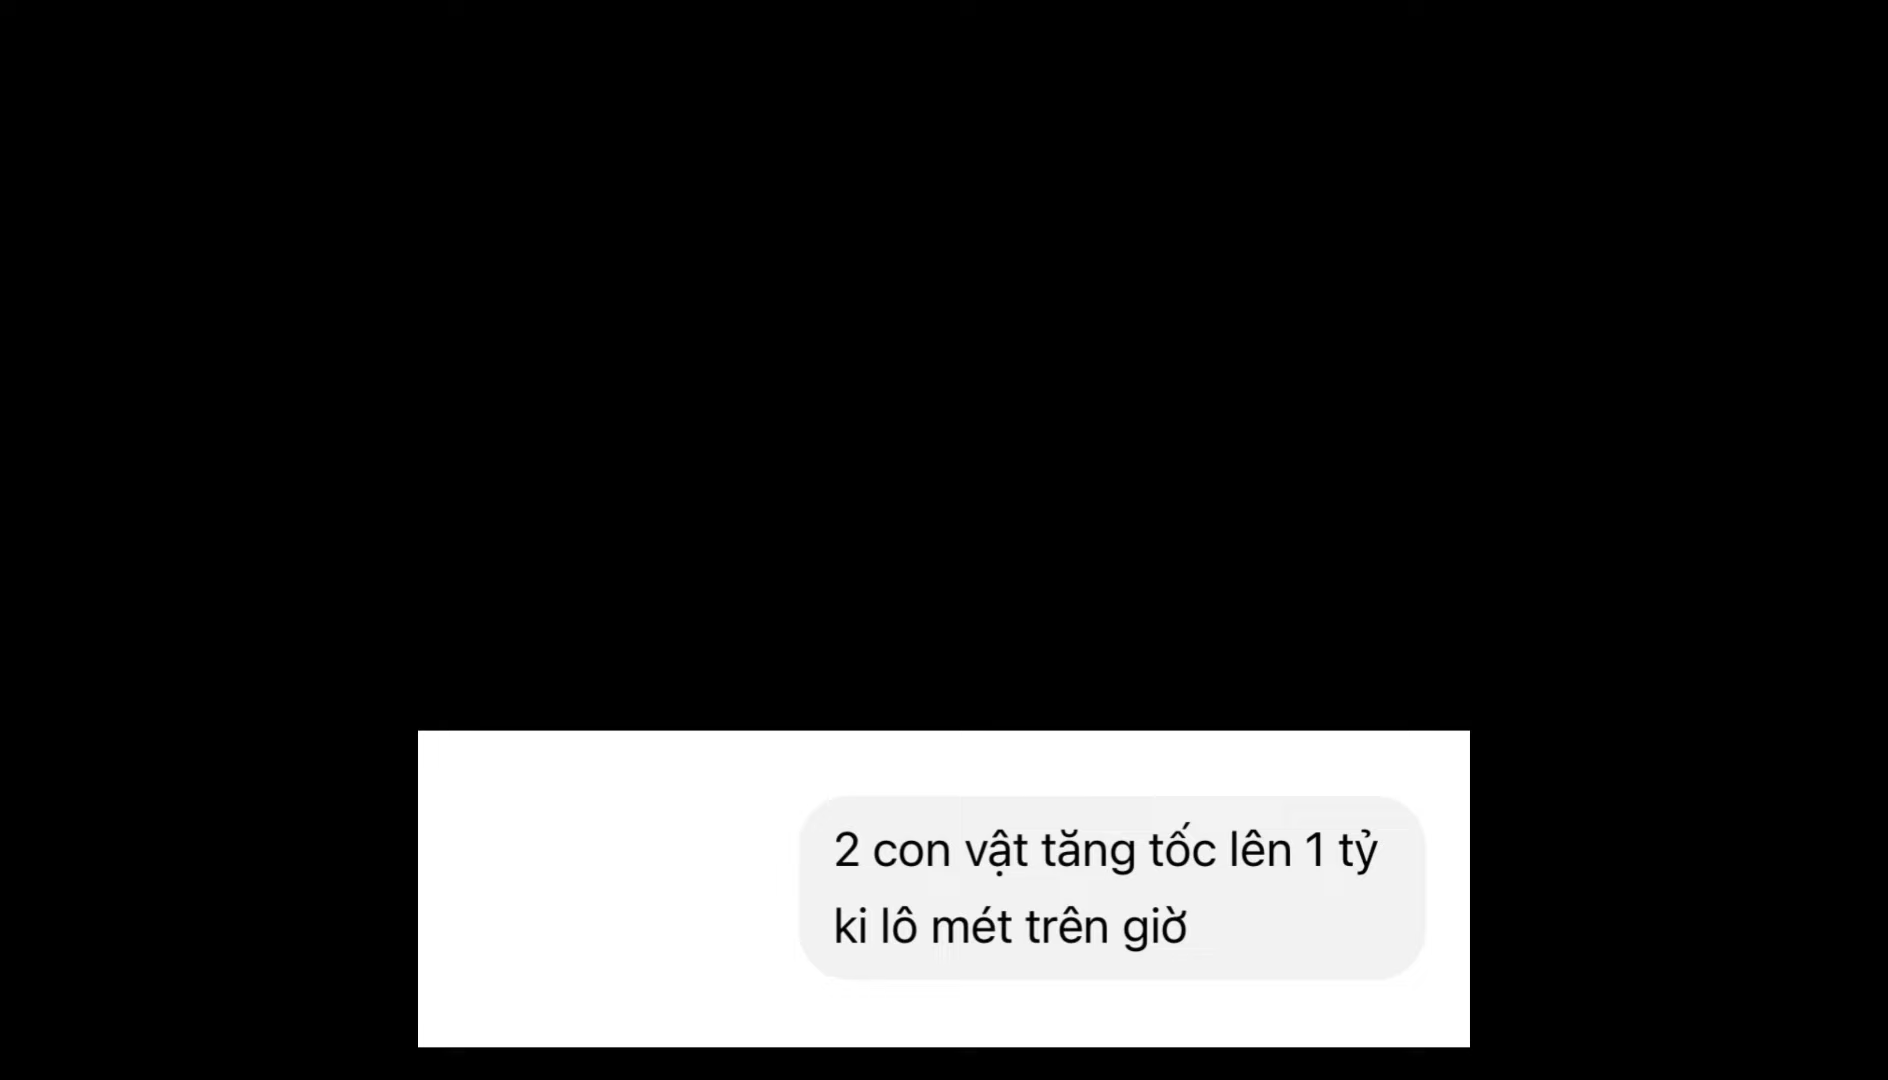 2 con vật tăng tốc lên 1 tỷ
ki lô mét trên giờ